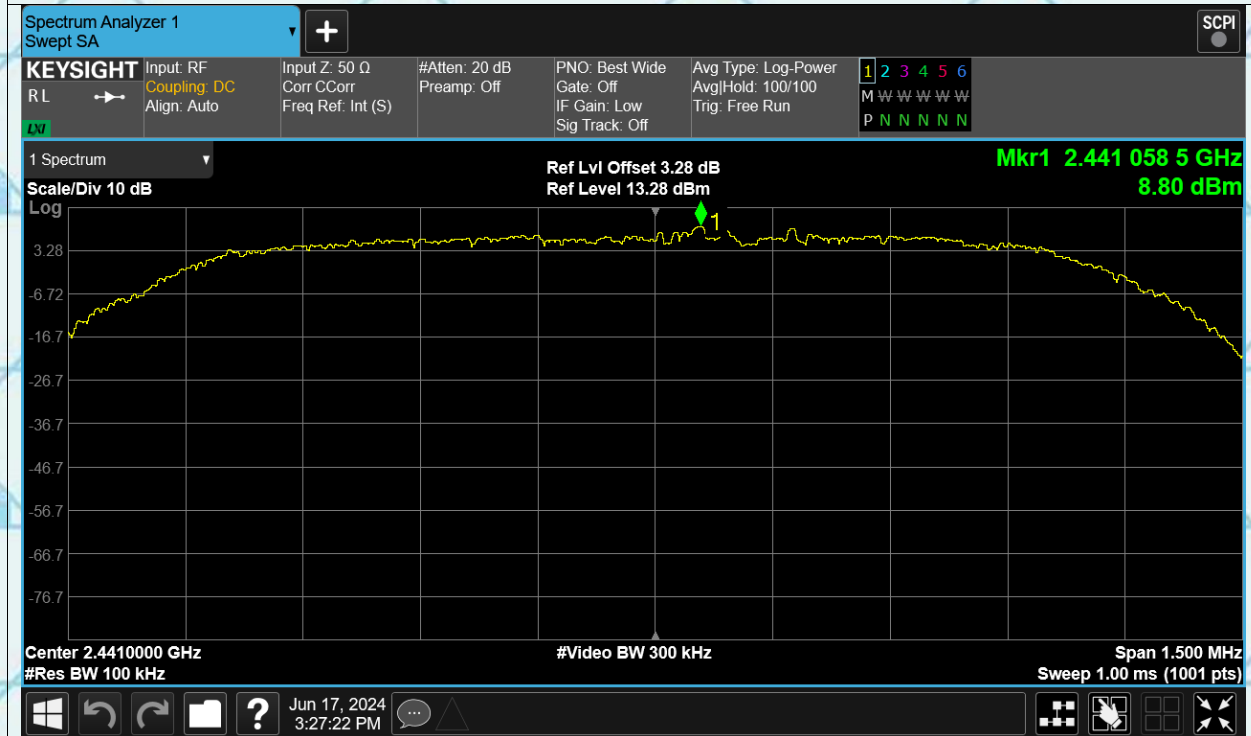 Spectrum Analyzer 1
Swept SA
SCPI
KEYSIGHT
RL
LXI
Input: RF
Coupling: DC
Align: Auto
Input Z: 50 Ω
Corr CCorr
Freq Ref: Int (S)
#Atten: 20 dB
Preamp: Off
PNO: Best Wide
Gate: Off
IF Gain: Low
Sig Track: Off
Avg Type: Log-Power
Avg|Hold: 100/100
Trig: Free Run
1 2 3 4 5 6
M W W W W W
P N N N N N
1 Spectrum
Scale/Div 10 dB
Log
Ref Lvl Offset 3.28 dB
Ref Level 13.28 dBm
Mkr1 2.441 058 5 GHz
8.80 dBm
1
3.28
-6.72
-16.7
-26.7
-36.7
-46.7
-56.7
-66.7
-76.7
Center 2.4410000 GHz
#Res BW 100 kHz
#Video BW 300 kHz
Span 1.500 MHz
Sweep 1.00 ms (1001 pts)
?
Jun 17, 2024
3:27:22 PM